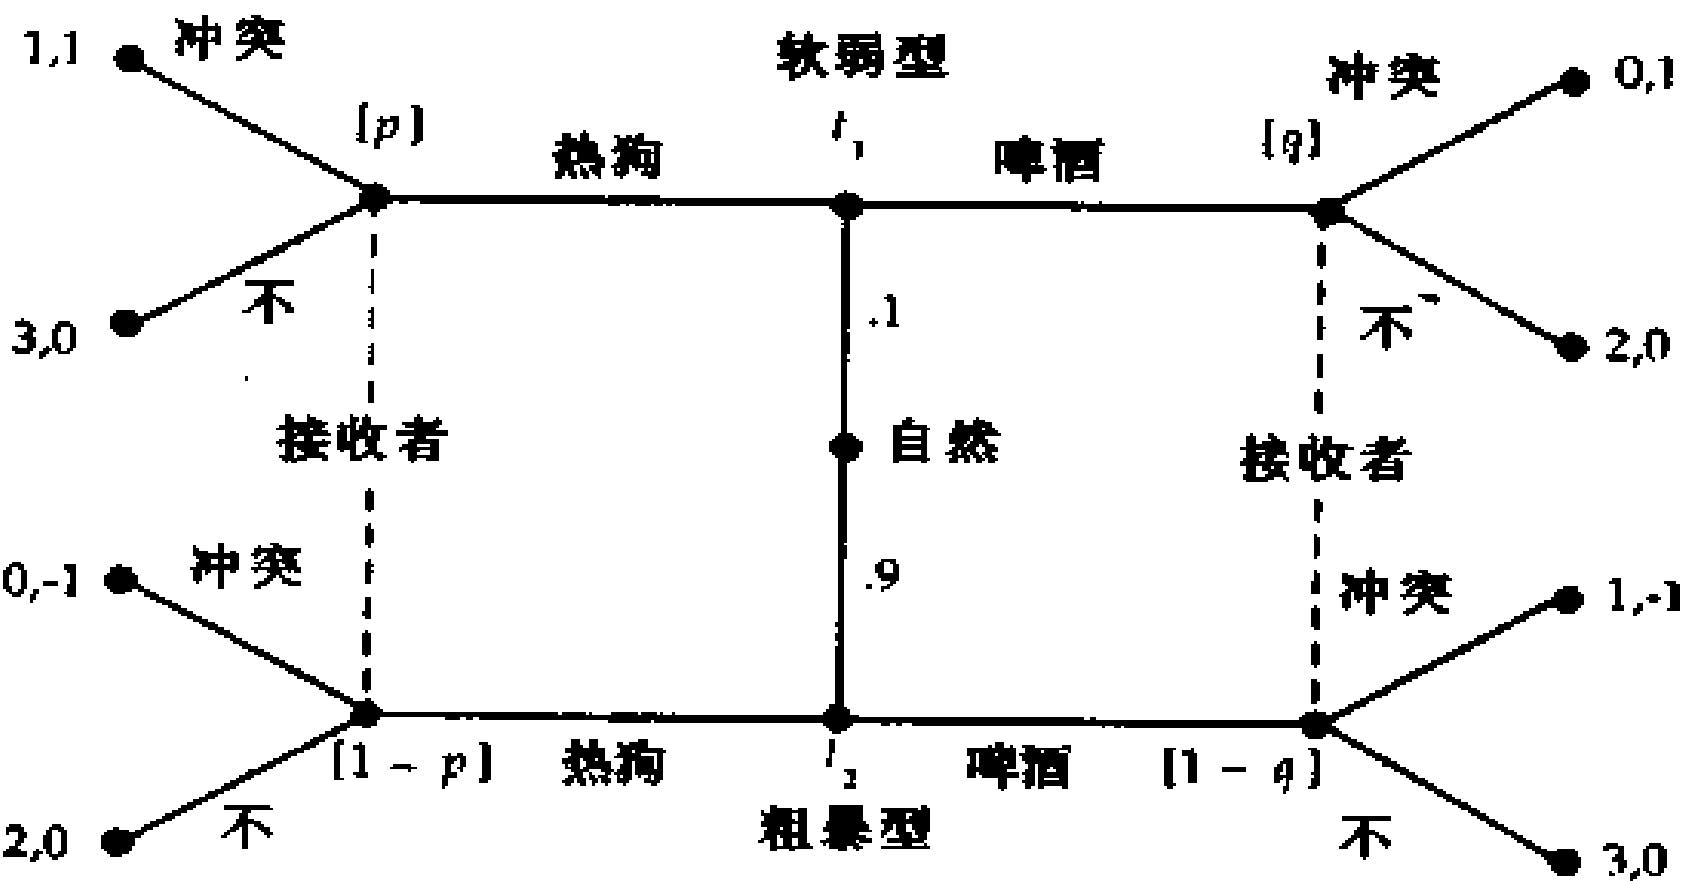 1,1 冲突 软弱型 冲突 0,1
[p] 热狗 t₁ 啤酒 [q]
3,0 不 .1 不 2,0
接收者 自然 接收者
0,-1 冲突 .9 冲突 1,-1
[1 - p] 热狗 t₂ 啤酒 [1 - q]
2,0 不 粗暴型 不 3,0